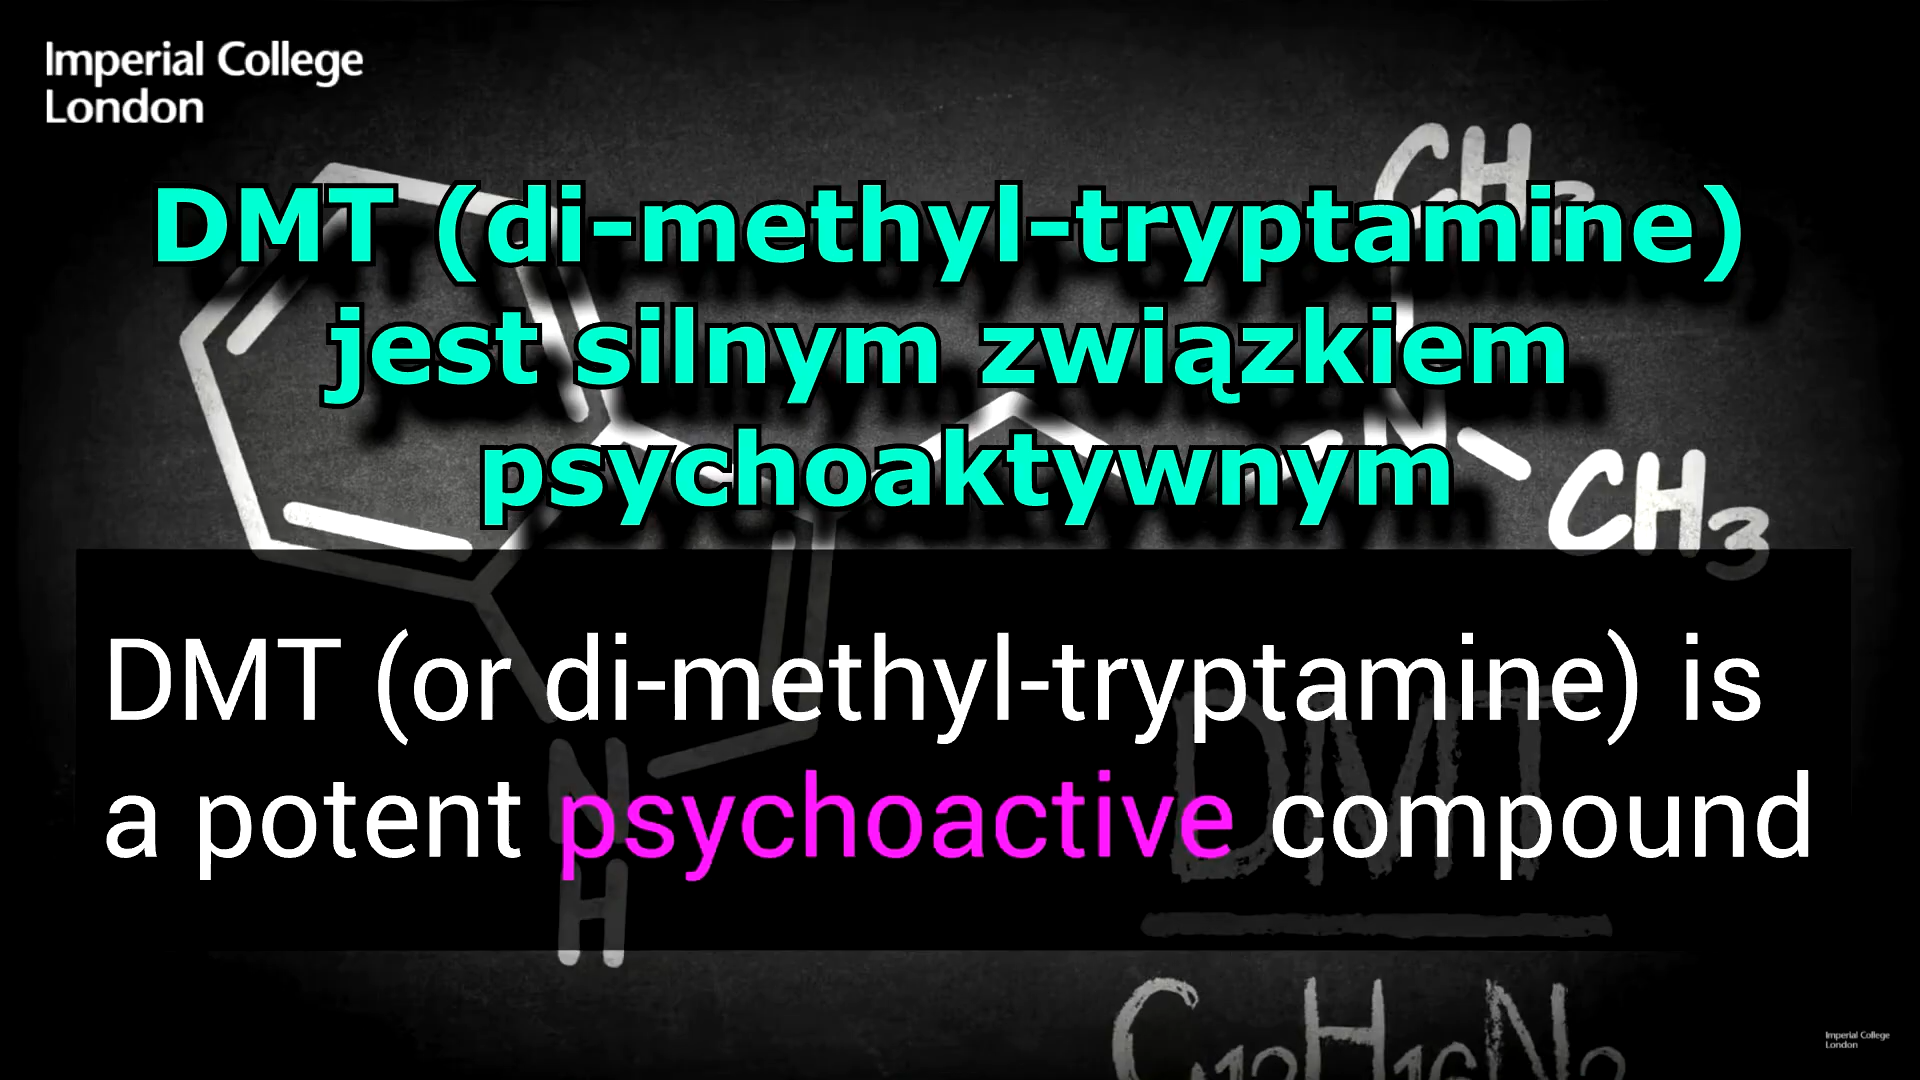 Imperial College
London
CH3
DMT (di-methyl-tryptamine)
jest silnym związkiem
psychoaktywnym
N
CH3
DMT (or di-methyl-tryptamine) is
a potent psychoactive compound
N
H
DMT
C12H16N2
Imperial College
London